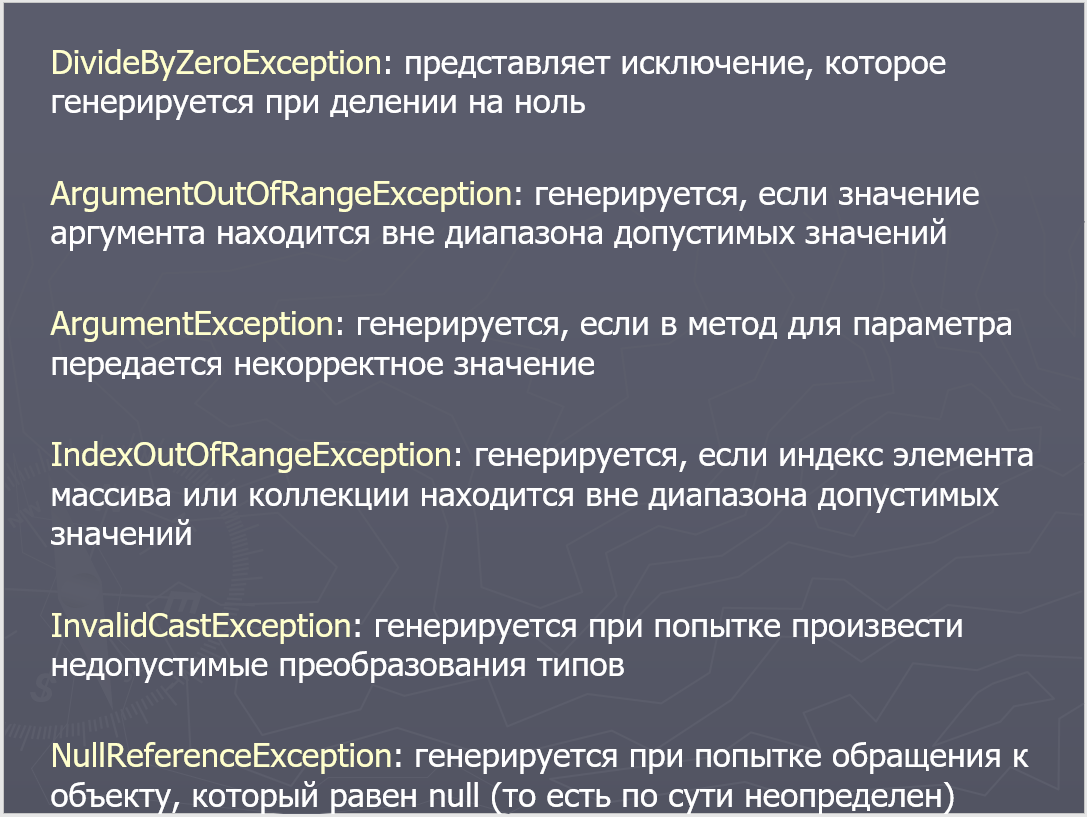 DivideByZeroException: представляет исключение, которое
генерируется при делении на ноль
ArgumentOutOfRangeException: генерируется, если значение
аргумента находится вне диапазона допустимых значений
ArgumentException: генерируется, если в метод для параметра
передается некорректное значение
IndexOutOfRangeException: генерируется, если индекс элемента
массива или коллекции находится вне диапазона допустимых
значений
InvalidCastException: генерируется при попытке произвести
недопустимые преобразования типов
NullReferenceException: генерируется при попытке обращения к
объекту, который равен null (то есть по сути неопределен)